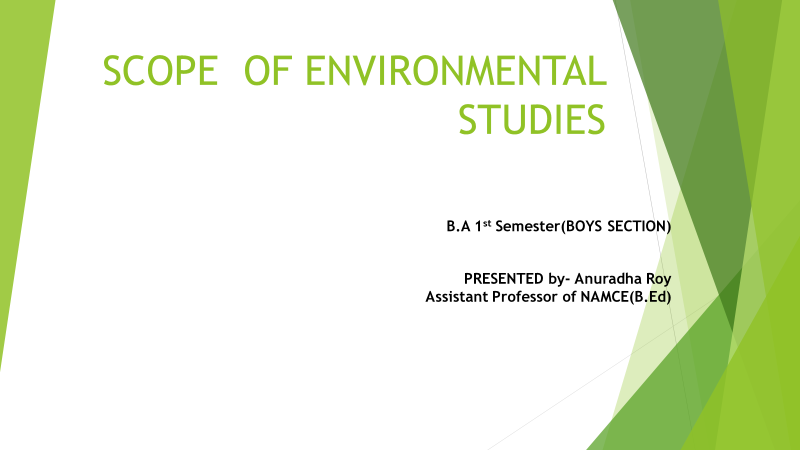 SCOPE  OF ENVIRONMENTAL
STUDIES
B.A 1st Semester(BOYS SECTION)
PRESENTED by- Anuradha Roy
Assistant Professor of NAMCE(B.Ed)